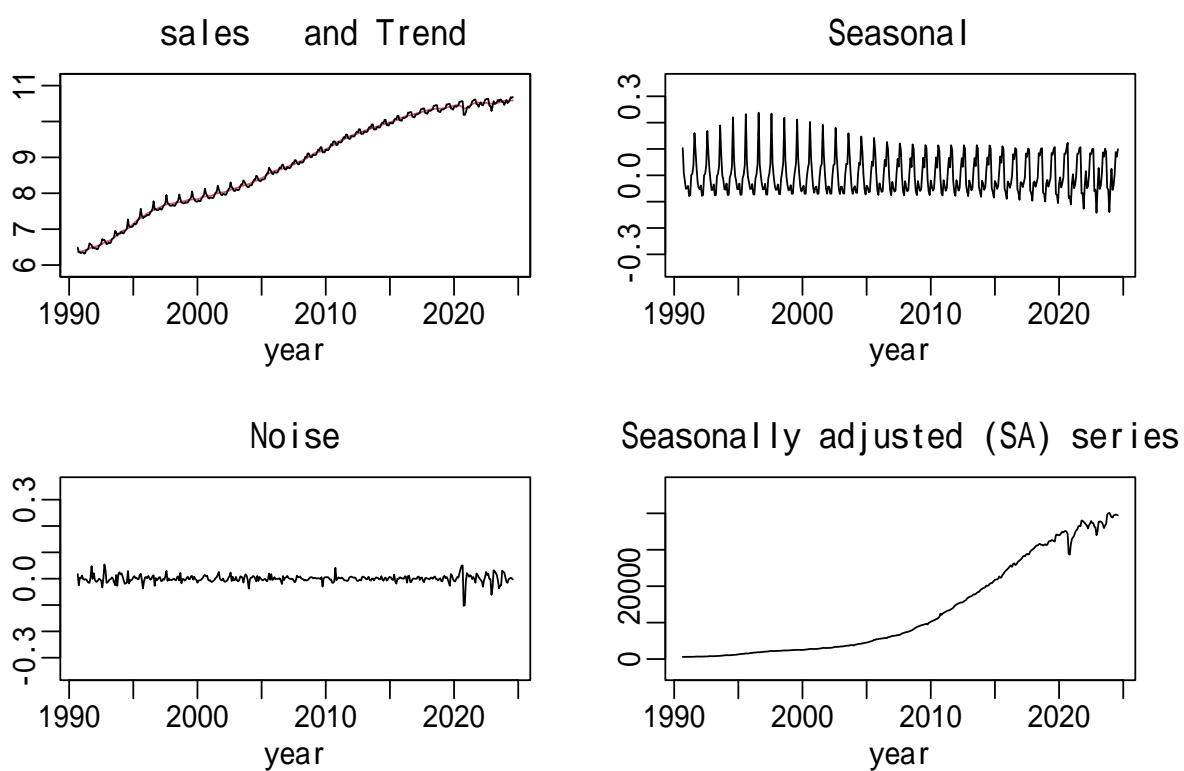 sales and Trend
11
9
8
7
6
1990 2000 2010 2020
year
Seasonal
0.3
0.0
-0.3
1990 2000 2010 2020
year
Noise
0.3
0.0
-0.3
1990 2000 2010 2020
year
Seasonally adjusted (SA) series
20000
0
1990 2000 2010 2020
year